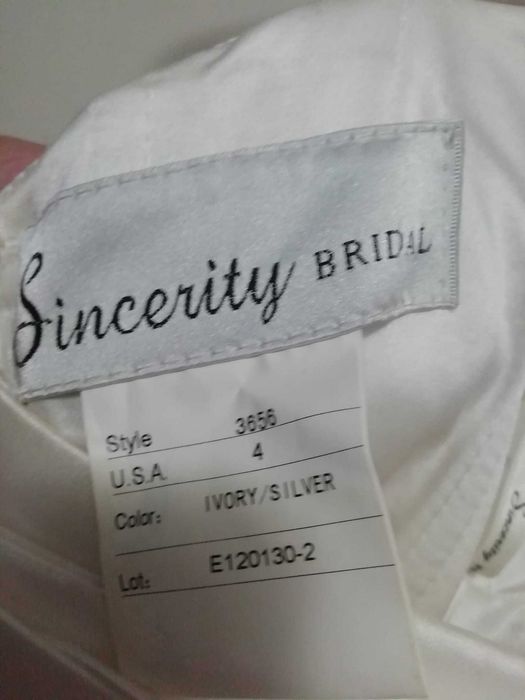 Sincerity BRIDAL
Style 3656
U.S.A. 4
Color: IVORY/SILVER
Lot: E120130-2